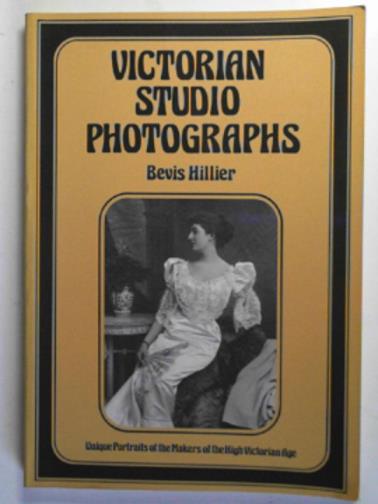 VICTORIAN
STUDIO
PHOTOGRAPHS
Bevis Hillier
Unique Portraits of the Makers of the High Victorian Age